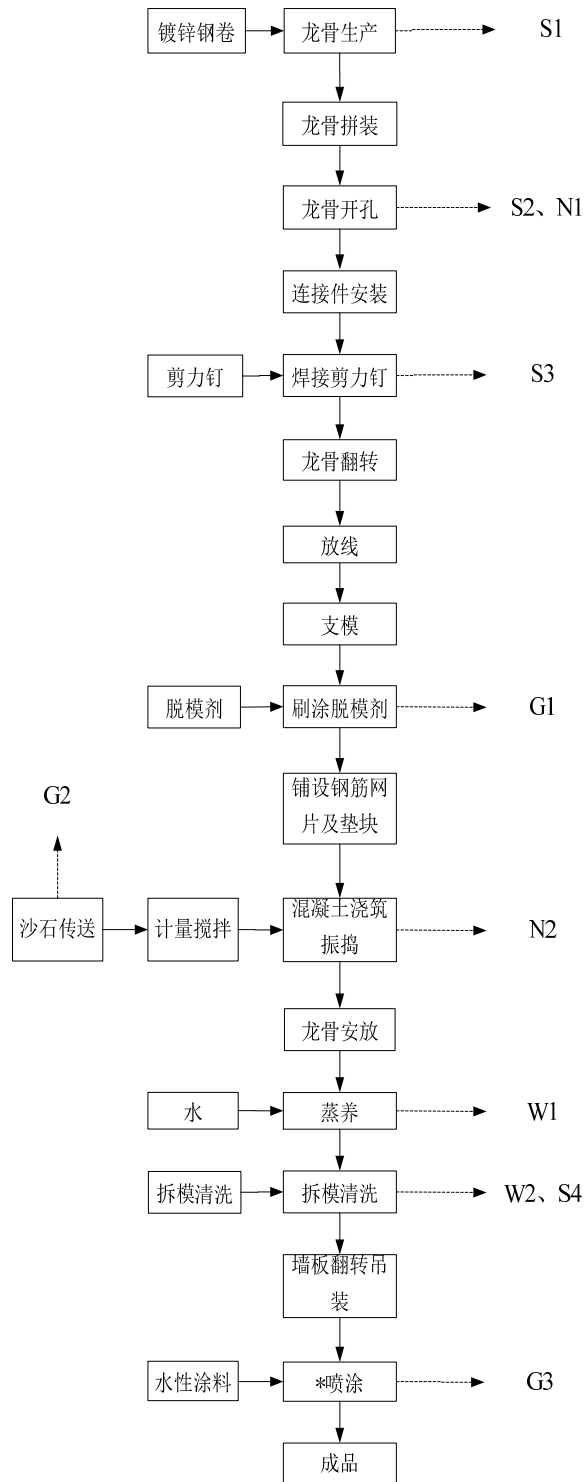 镀锌钢卷
龙骨生产
S1
龙骨拼装
龙骨开孔
S2、N1
连接件安装
剪力钉
焊接剪力钉
S3
龙骨翻转
放线
支模
脱模剂
刷涂脱模剂
G1
铺设钢筋网
片及垫块
G2
沙石传送
计量搅拌
混凝土浇筑
振捣
N2
龙骨安放
水
蒸养
W1
拆模清洗
拆模清洗
W2、S4
墙板翻转吊
装
水性涂料
*喷涂
G3
成品